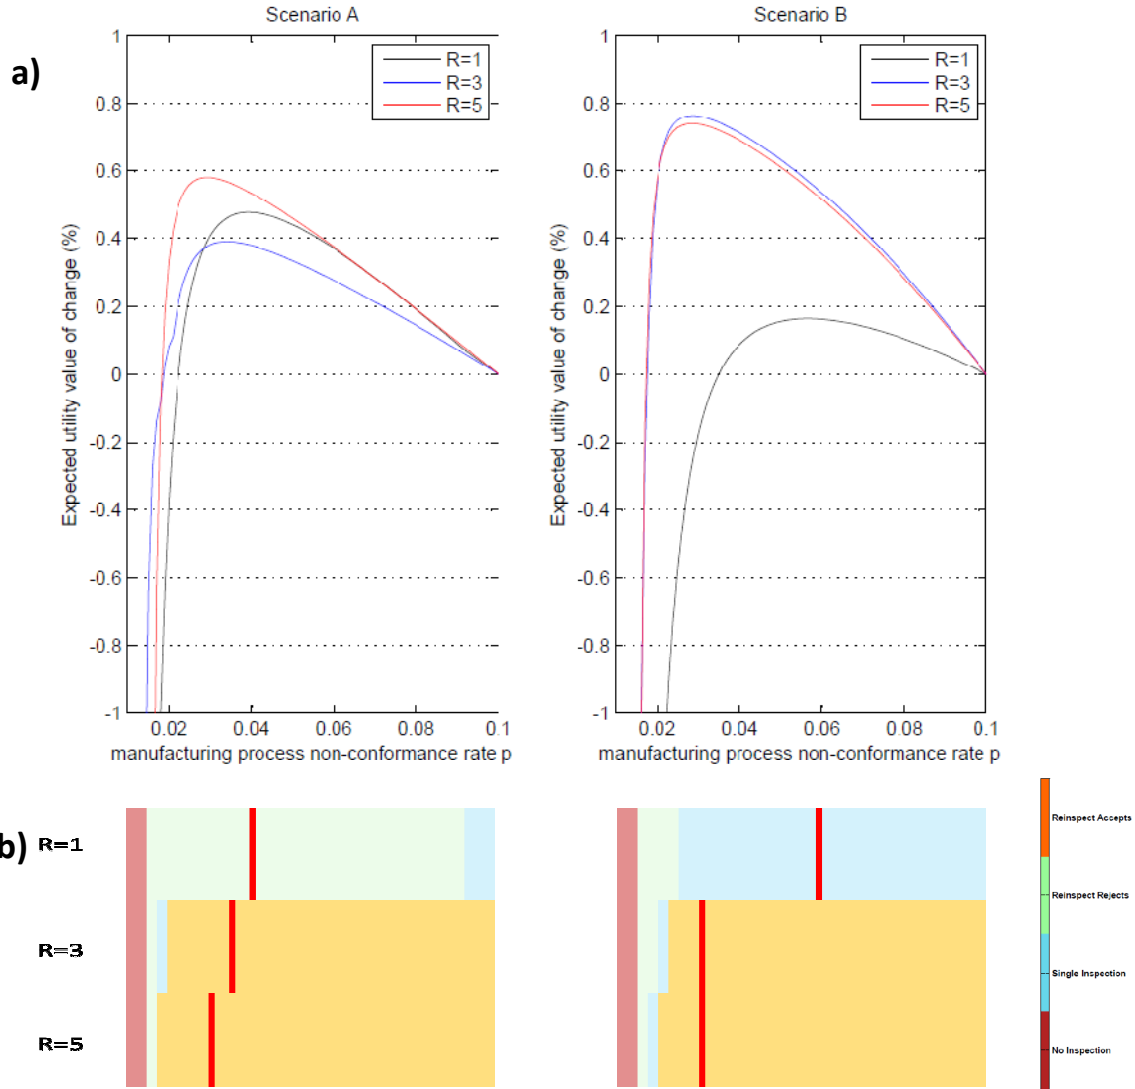 Scenario A
Scenario B
a)
1
0.8
0.6
0.4
0.2
0
-0.2
-0.4
-0.6
-0.8
-1
Expected utility value of change (%)
R=1
R=3
R=5
0.02
0.04
0.06
0.08
0.1
manufacturing process non-conformance rate p
1
0.8
0.6
0.4
0.2
0
-0.2
-0.4
-0.6
-0.8
-1
Expected utility value of change (%)
R=1
R=3
R=5
0.02
0.04
0.06
0.08
0.1
manufacturing process non-conformance rate p
b)
R=1
R=3
R=5
Reinspect Accepts
Reinspect Rejects
Single Inspection
No Inspection